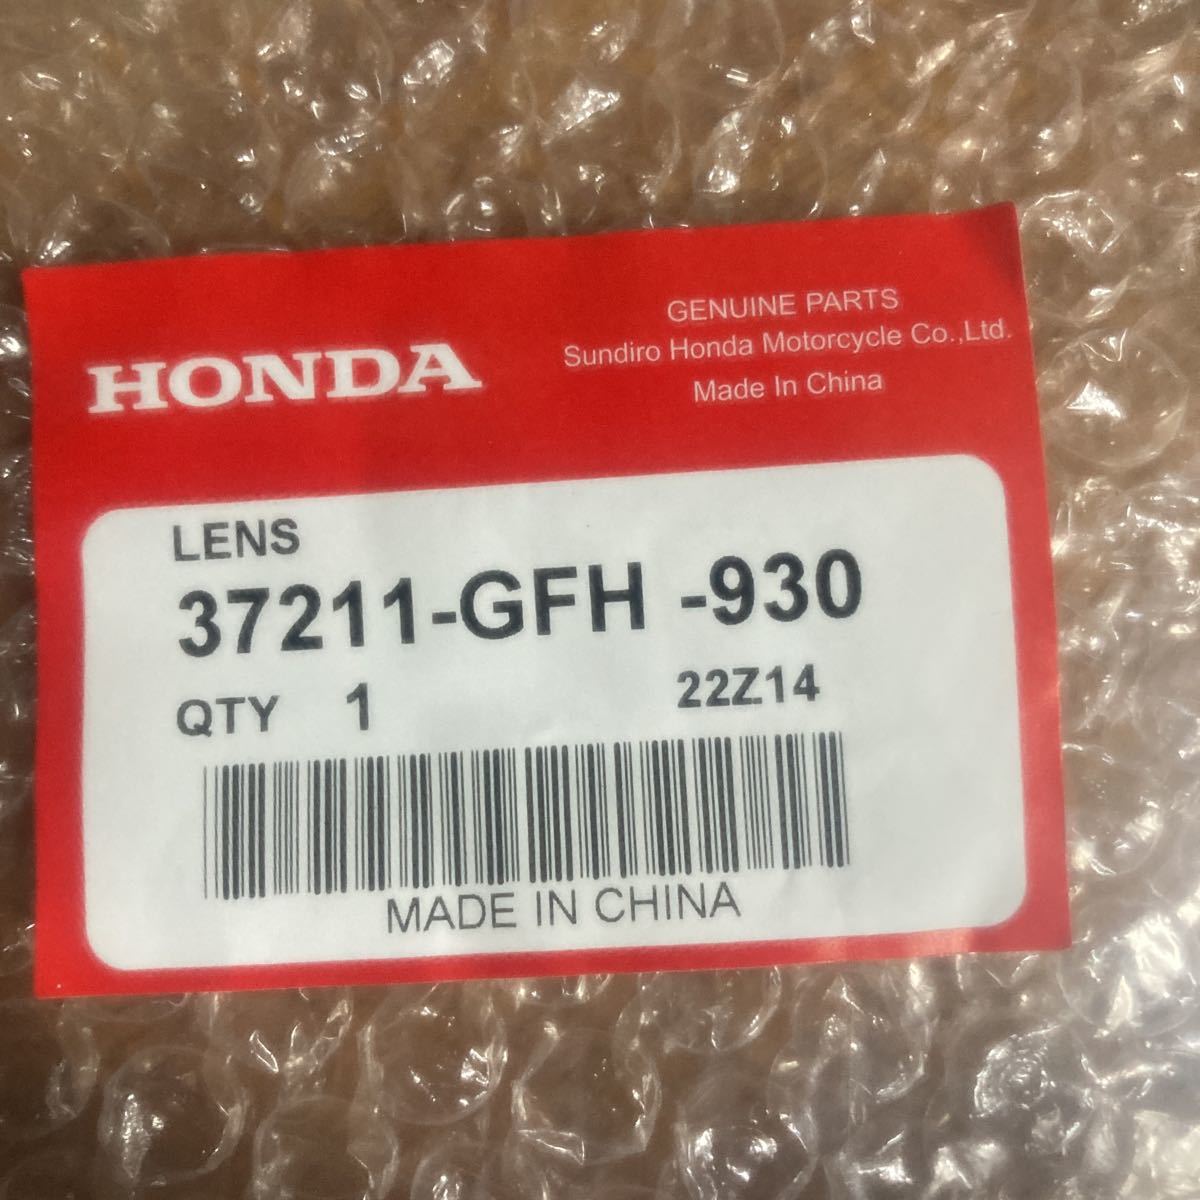 HONDA
GENUINE PARTS
Sundiro Honda Motorcycle Co.,Ltd.
Made In China
LENS
37211-GFH -930
QTY 1 22Z14
MADE IN CHINA